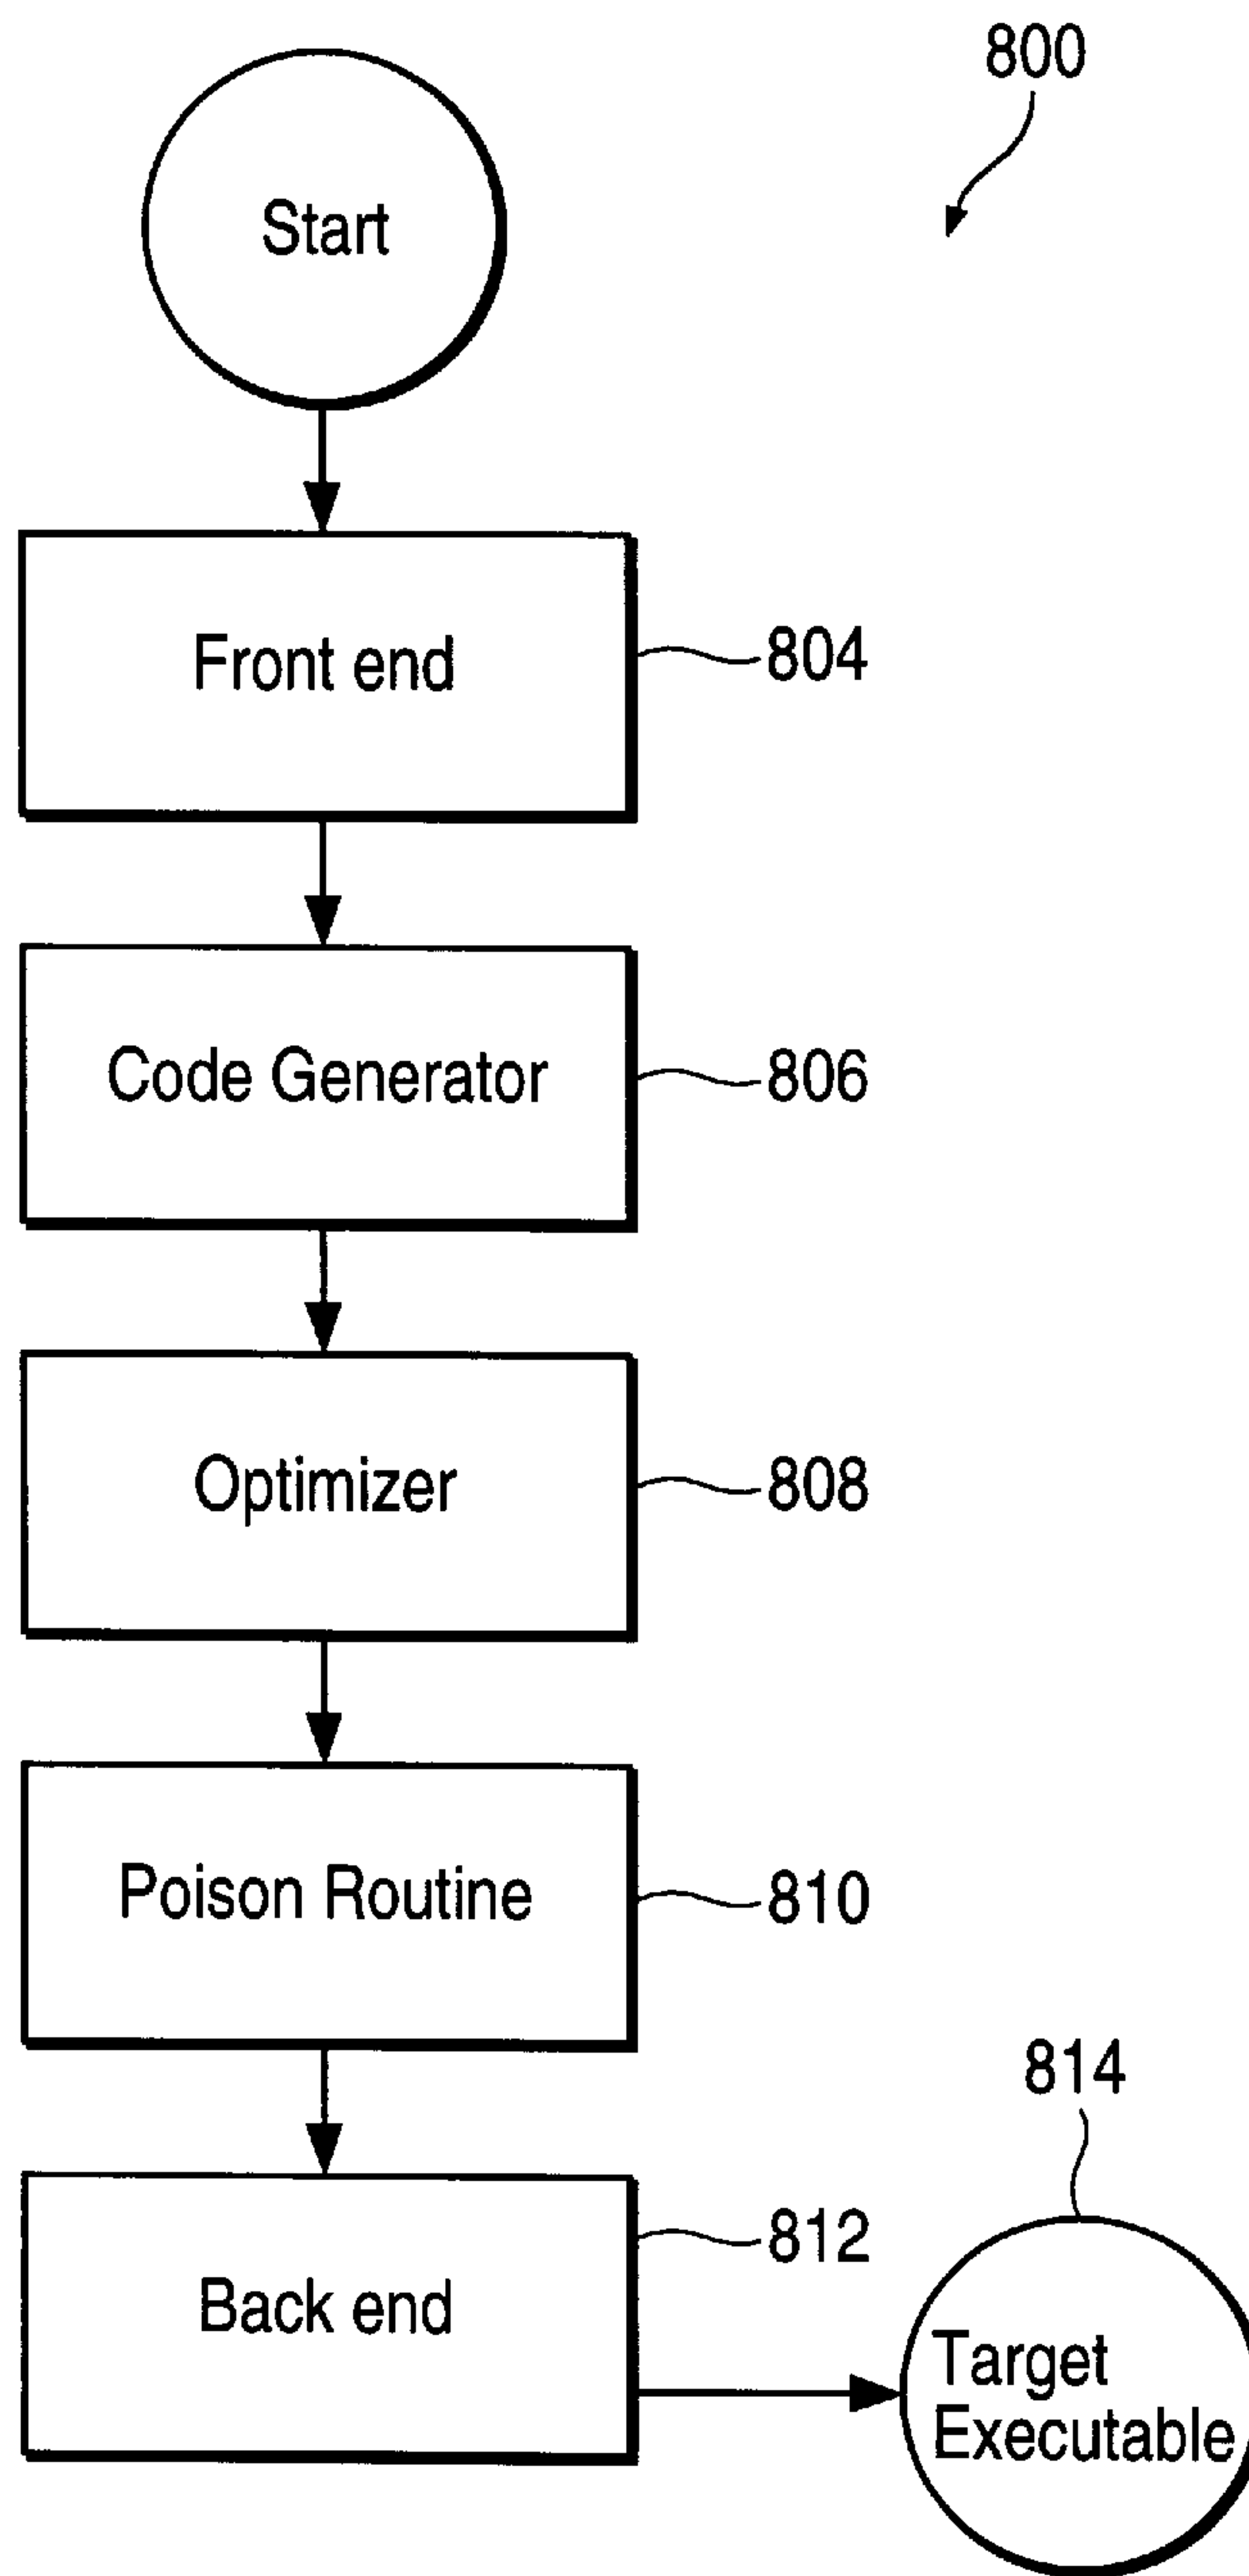 800
Start
Front end
804
Code Generator
806
Optimizer
808
Poison Routine
810
814
Back end
812
Target
Executable